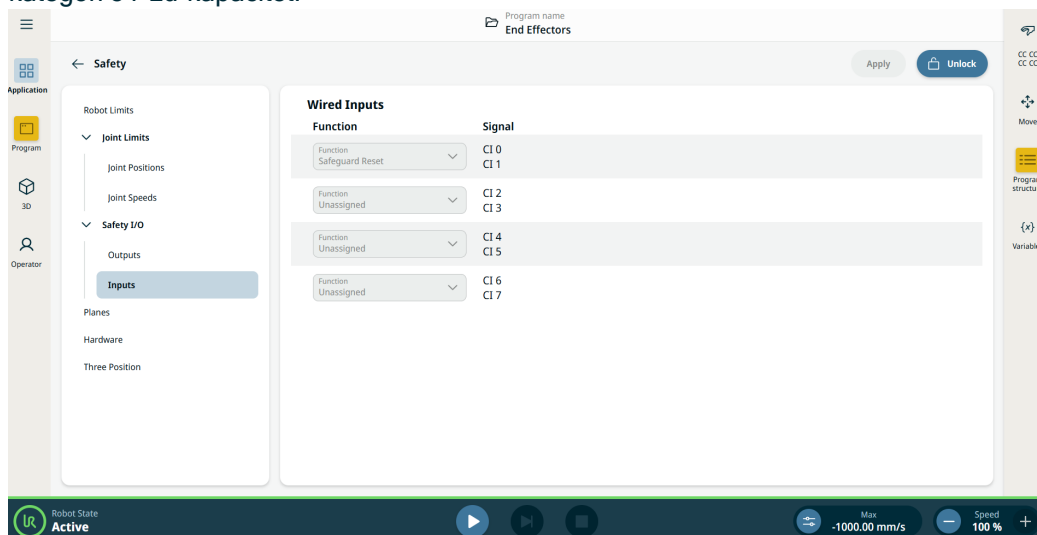 Program name
End Effectors
Safety
Apply
Unlock
Application
Program
3D
Operator
Robot Limits
Joint Limits
Joint Positions
Joint Speeds
Safety I/O
Outputs
Inputs
Planes
Hardware
Three Position
Wired Inputs
Function Signal
Function
Safeguard Reset
CI 0
CI 1
Function
Unassigned
CI 2
CI 3
Function
Unassigned
CI 4
CI 5
Function
Unassigned
CI 6
CI 7
Move
{x}
Robot State
Active
Max
-1000.00 mm/s
Speed
100 %